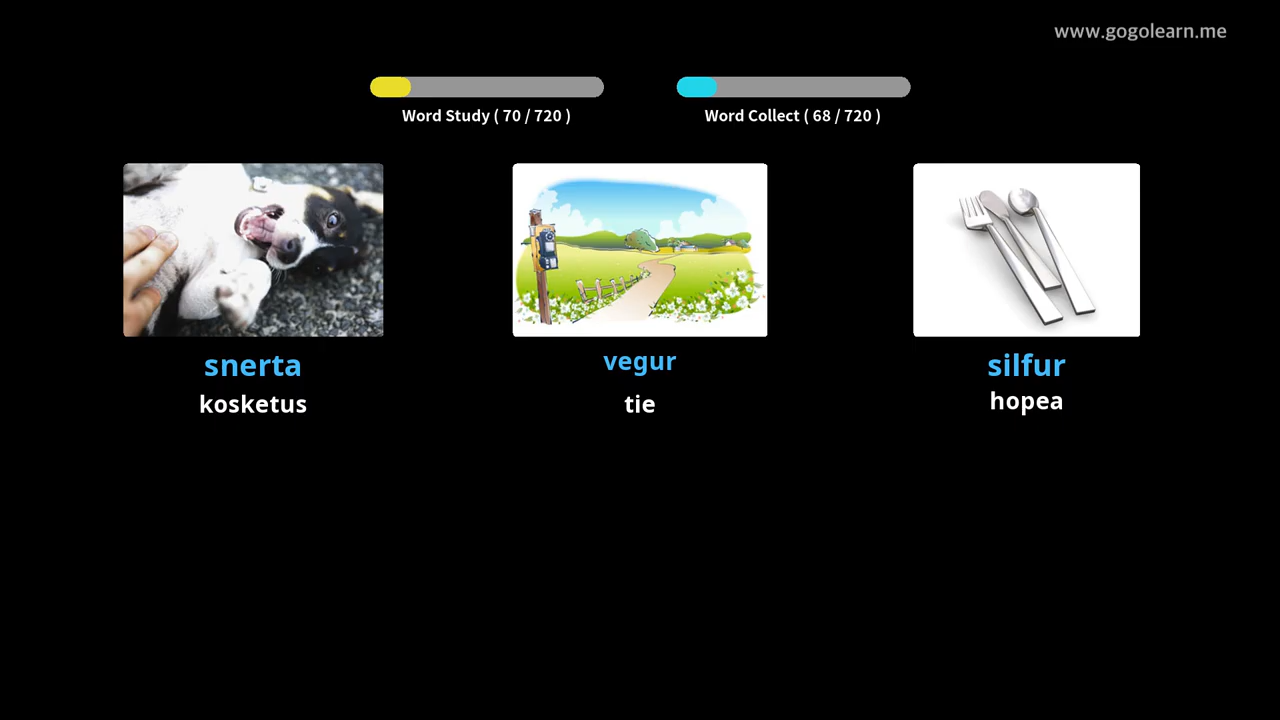 www.gogolearn.me
Word Study ( 70 / 720 )
Word Collect ( 68 / 720 )
snerta
kosketus
vegur
tie
silfur
hopea